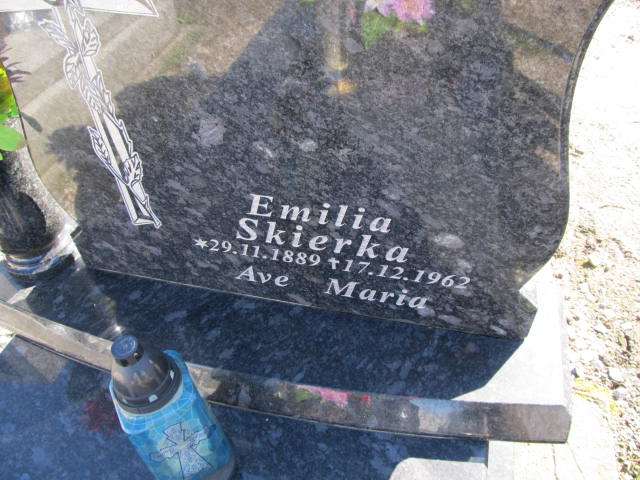 Emilia
Skierka
*29.11.1889 †17.12.1962
Ave Maria